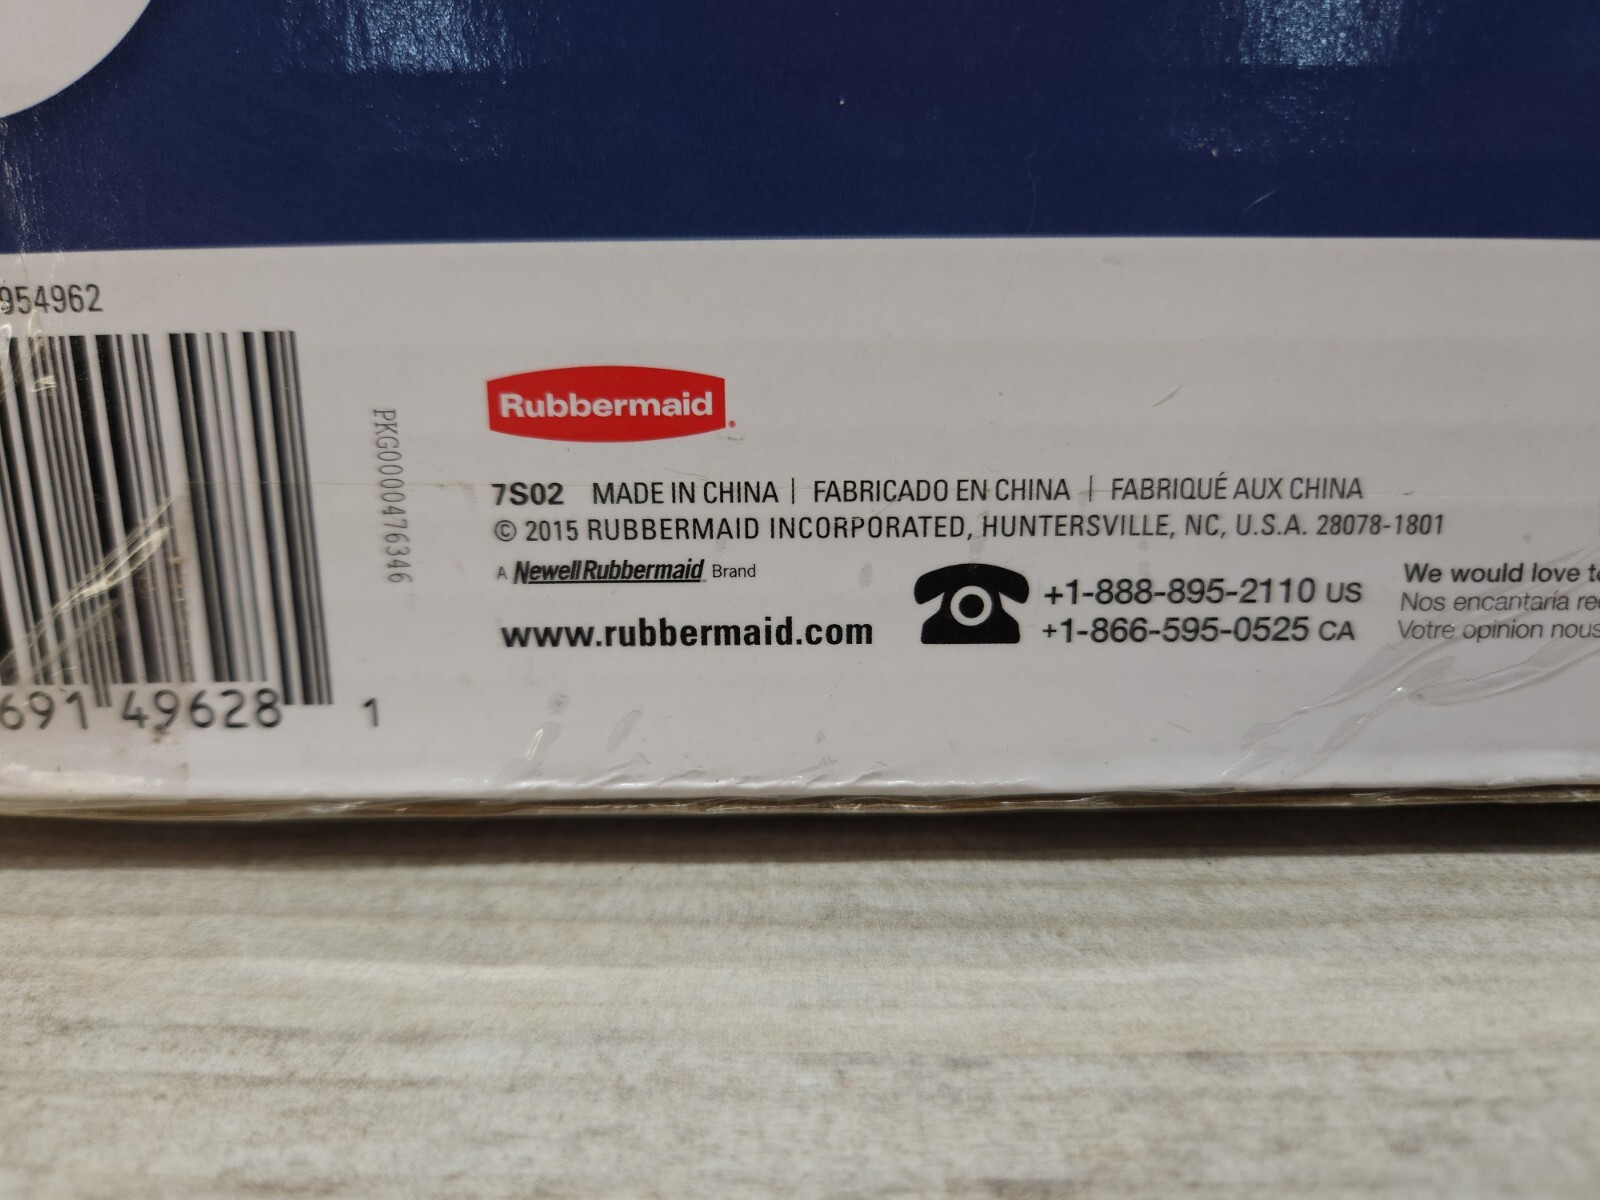 954962
691 49628 1
PKG0000476346
Rubbermaid®
7S02 MADE IN CHINA | FABRICADO EN CHINA | FABRIQUÉ AUX CHINA
© 2015 RUBBERMAID INCORPORATED, HUNTERSVILLE, NC, U.S.A. 28078-1801
A NewellRubbermaid Brand
www.rubbermaid.com
+1-888-895-2110 US
+1-866-595-0525 CA
We would love
Nos encantaría
Votre opinion nous